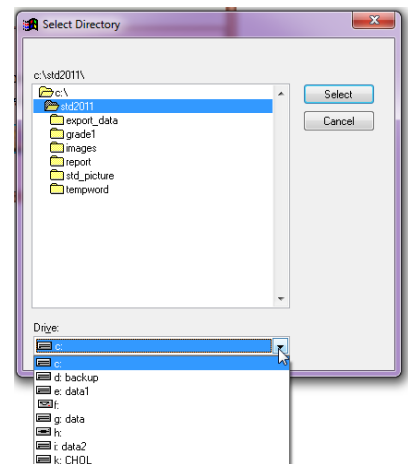 Select Directory
c:\std2011\
c:\
std2011
export_data
grade1
images
report
std_picture
tempword
Select
Cancel
Drive:
c:
c:
d: backup
e: data1
f:
g: data
h:
i: data2
k: CHOL